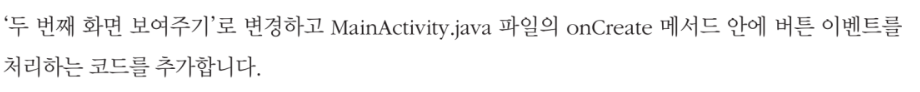 ‘두 번째 화면 보여주기’로 변경하고 MainActivity.java 파일의 onCreate 메서드 안에 버튼 이벤트를
처리하는 코드를 추가합니다.